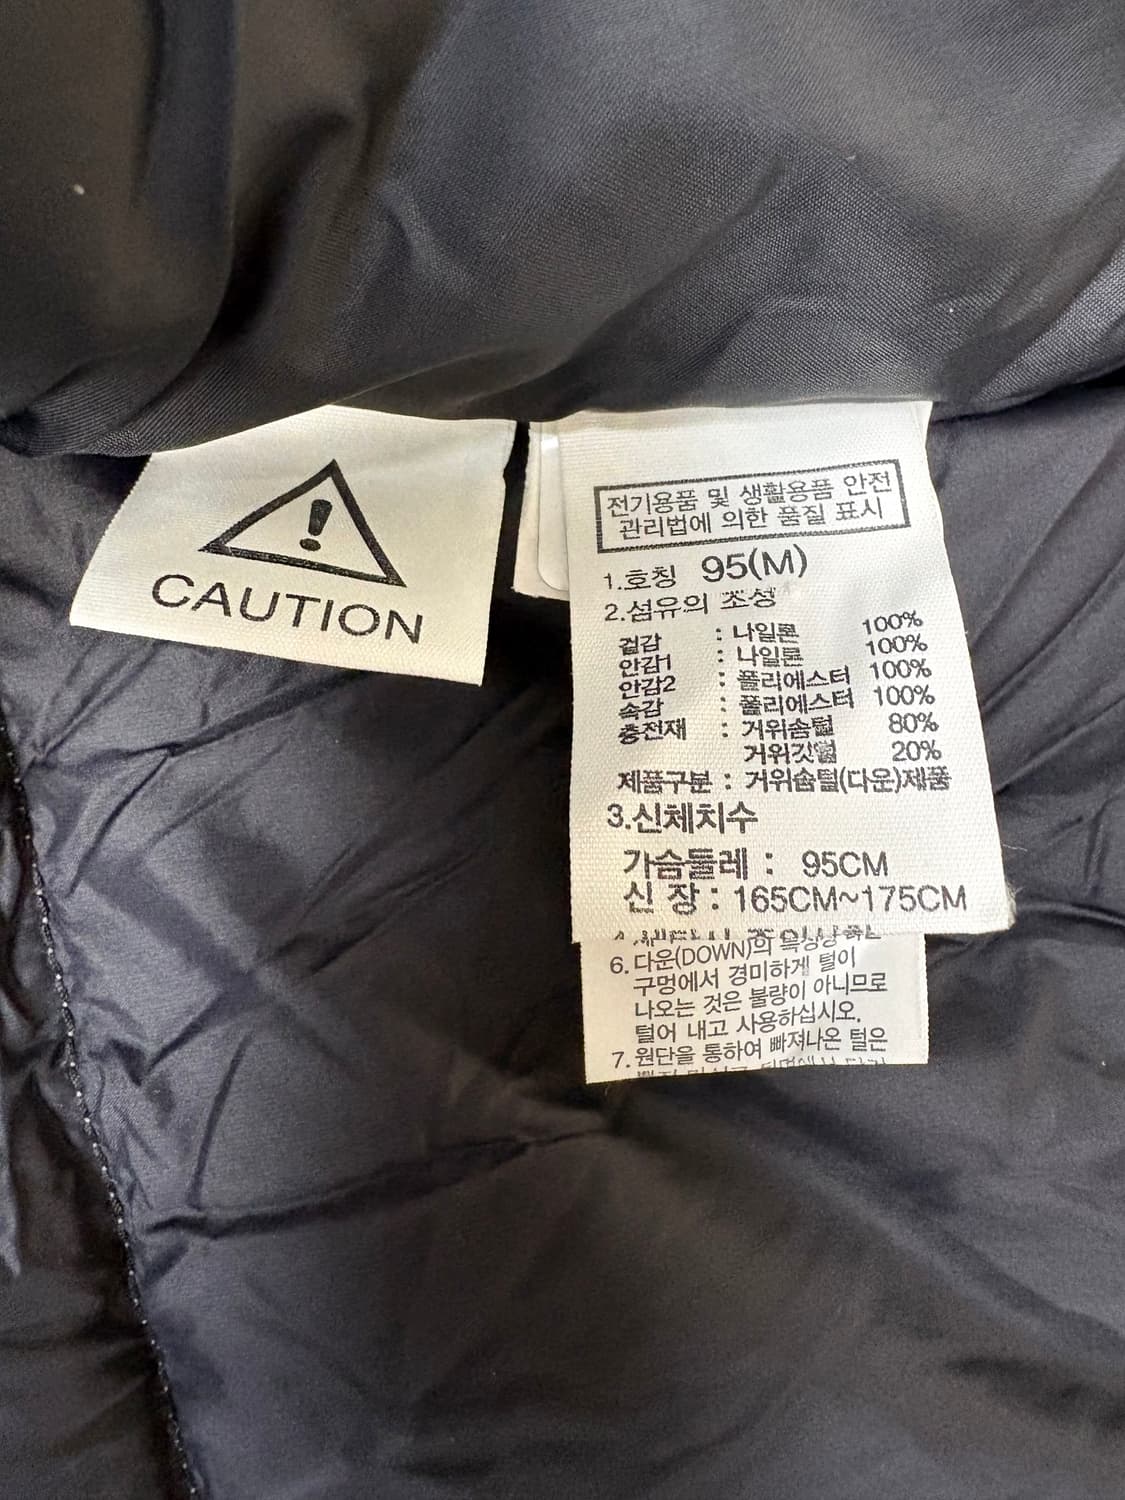 CAUTION
전기용품 및 생활용품 안전
관리법에 의한 품질 표시
1.호칭 95(M)
2.섬유의 조성
겉감 : 나일론 100%
안감1 : 나일론 100%
안감2 : 폴리에스터 100%
속감 : 폴리에스터 100%
충전재 : 거위솜털 80%
거위깃털 20%
제품구분 : 거위솜털(다운)제품
3.신체치수
가슴둘레 : 95CM
신 장 : 165CM~175CM
6.다운(DOWN)의 특성상
구멍에서 경미하게 털이
나오는 것은 불량이 아니므로
털어 내고 사용하십시오.
7.원단을 통하여 빠져나온 털은